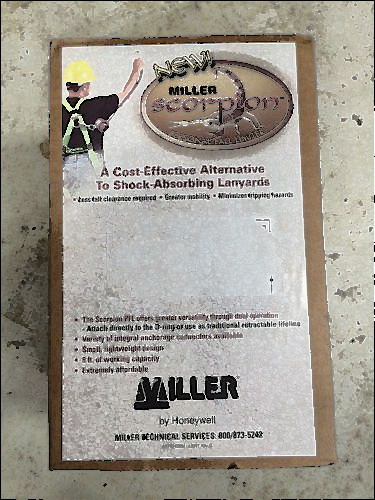 NEW!
MILLER
scorpion
A Cost-Effective Alternative
To Shock-Absorbing Lanyards
• Less fall clearance required • Greater mobility • Minimizes tripping hazards
• The Scorpion PFL offers greater versatility through dual operation
- Attach directly to the D-ring or use as traditional retractable lifeline
• Variety of integral anchorage connectors available
• Small, lightweight design
• 9 ft. of working capacity
• Extremely affordable
MILLER
by Honeywell
MILLER TECHNICAL SERVICES: 800/873-5242